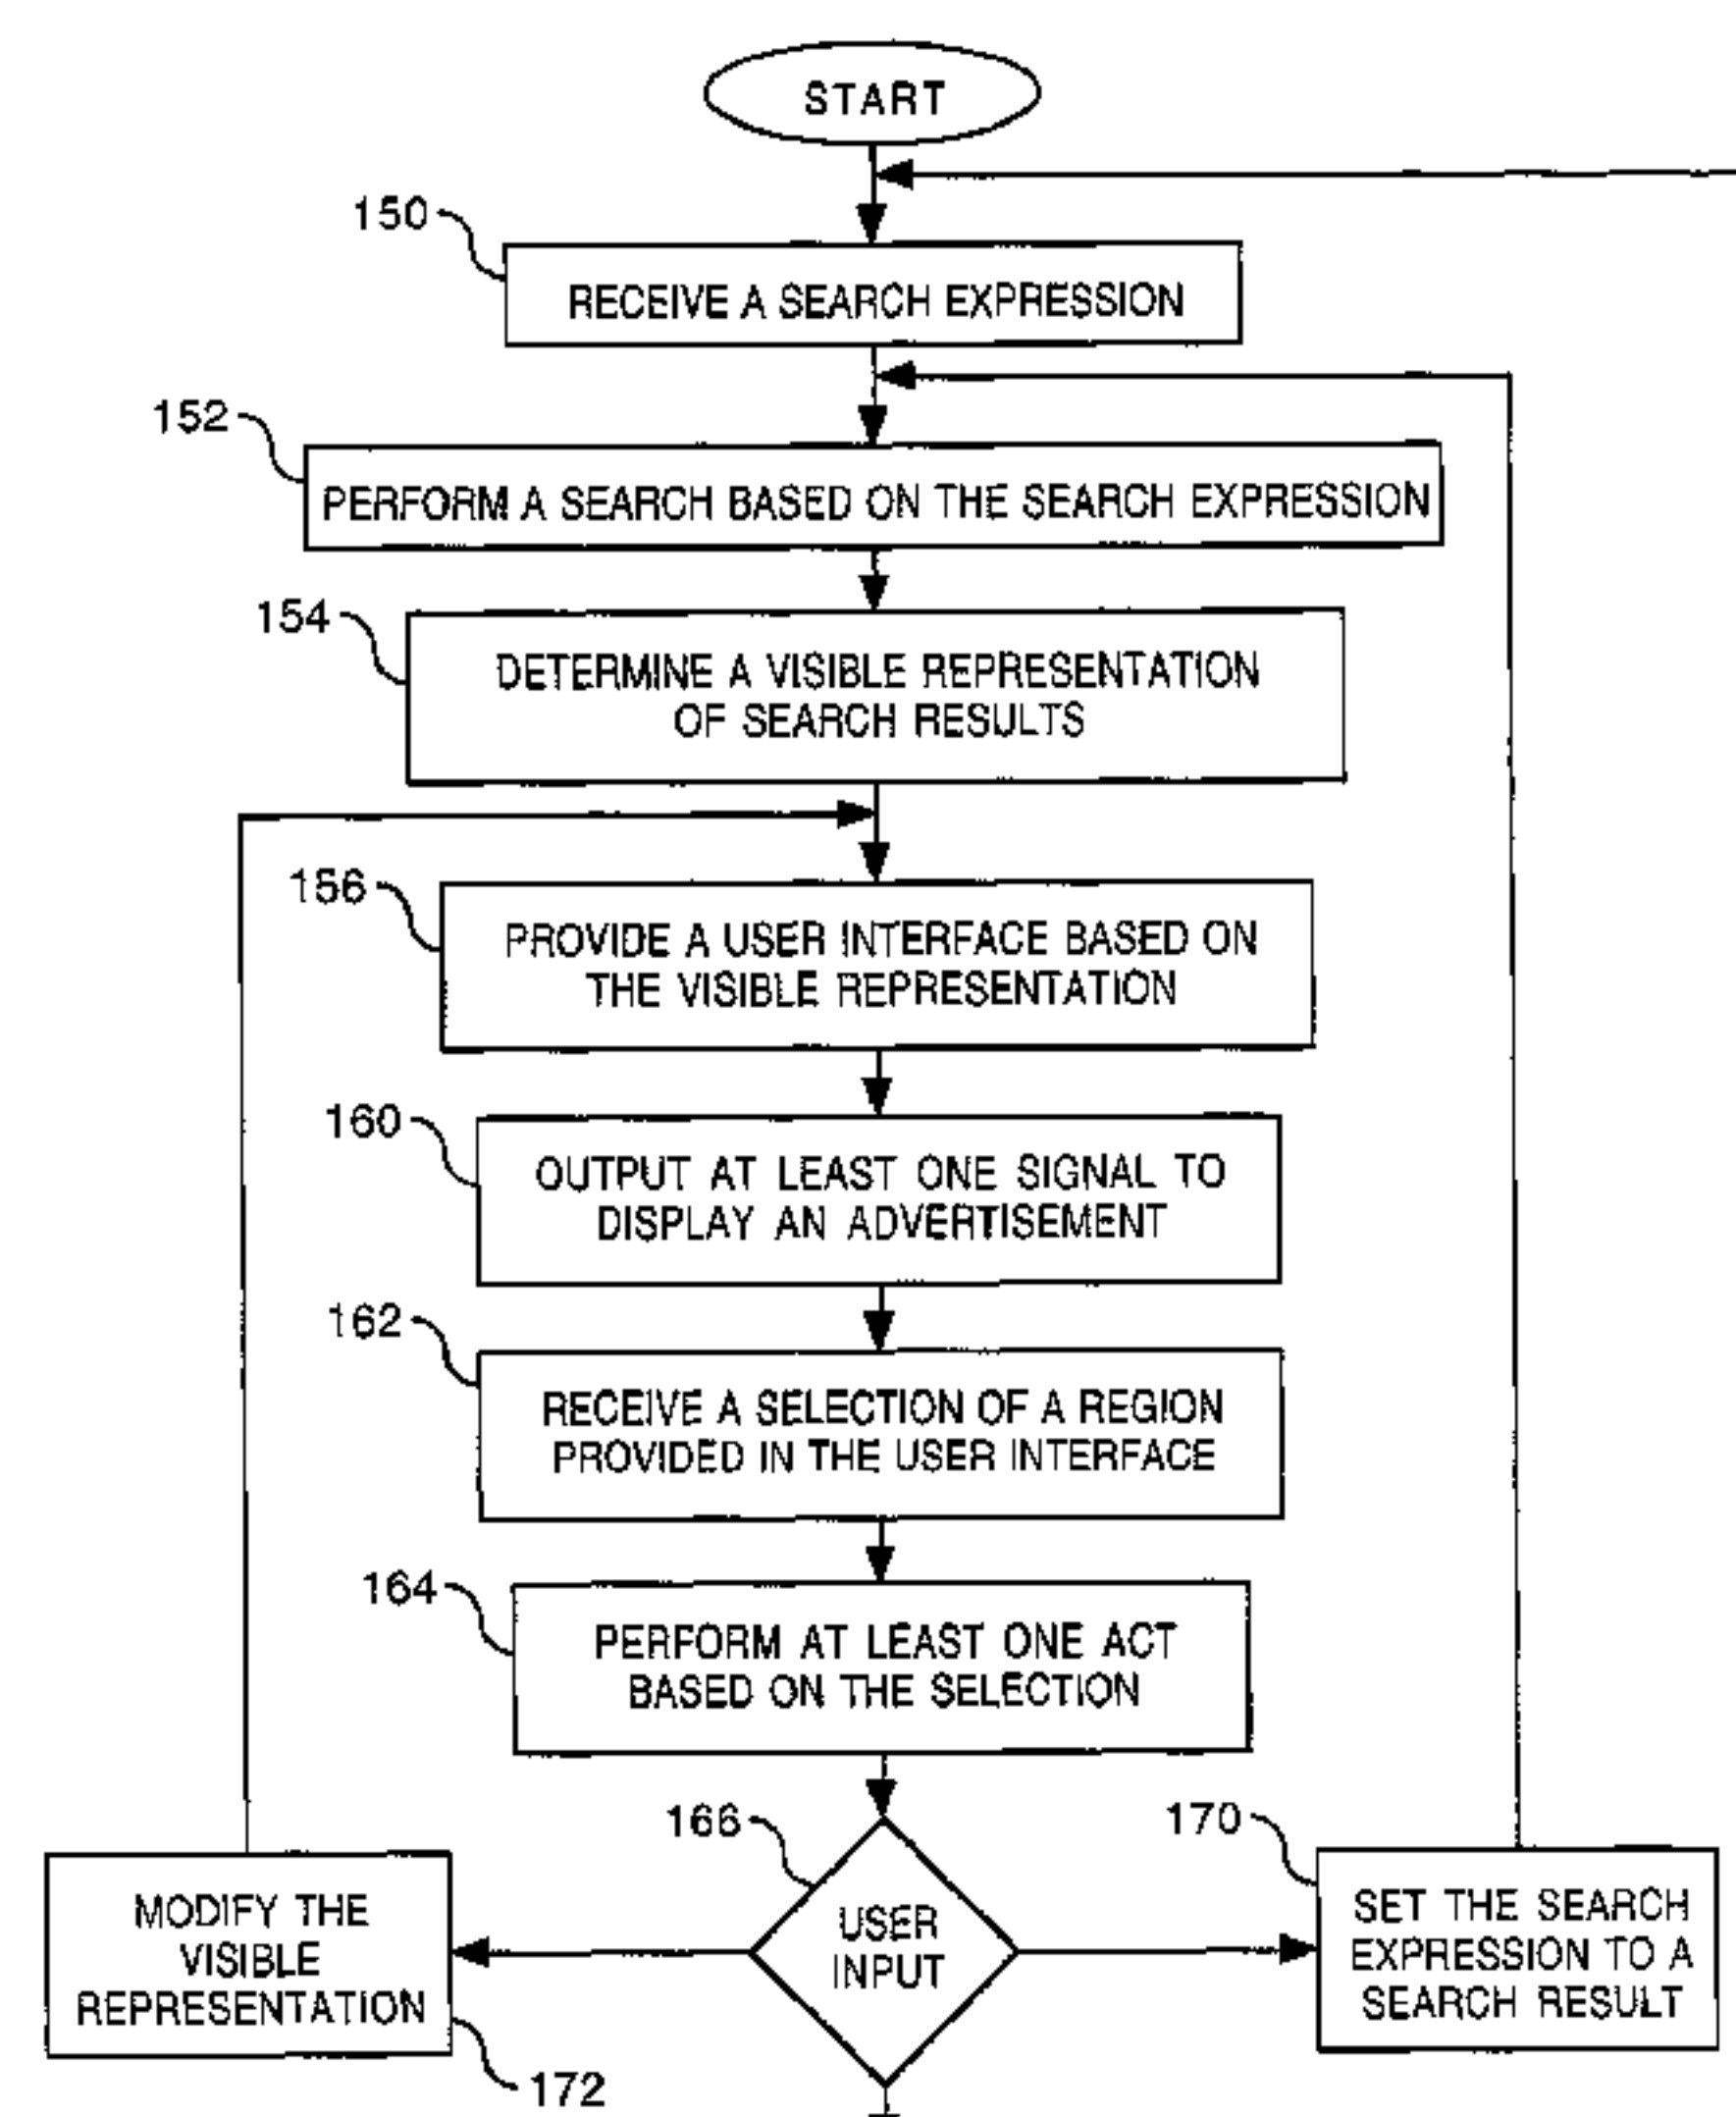 START
150
RECEIVE A SEARCH EXPRESSION
152
PERFORM A SEARCH BASED ON THE SEARCH EXPRESSION
154
DETERMINE A VISIBLE REPRESENTATION
OF SEARCH RESULTS
156
PROVIDE A USER INTERFACE BASED ON
THE VISIBLE REPRESENTATION
160
OUTPUT AT LEAST ONE SIGNAL TO
DISPLAY AN ADVERTISEMENT
162
RECEIVE A SELECTION OF A REGION
PROVIDED IN THE USER INTERFACE
164
PERFORM AT LEAST ONE ACT
BASED ON THE SELECTION
166
USER
INPUT
170
SET THE SEARCH
EXPRESSION TO A
SEARCH RESULT
MODIFY THE
VISIBLE
REPRESENTATION
172